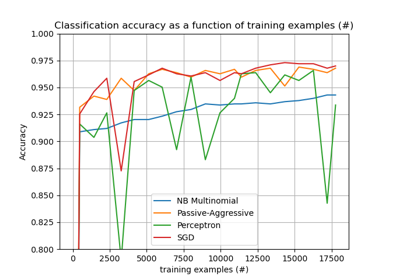 Classification accuracy as a function of training examples (#)
1.000
0.975
0.950
0.925
0.900
0.875
0.850
0.825
0.800
Accuracy
NB Multinomial
Passive-Aggressive
Perceptron
SGD
0 2500 5000 7500 10000 12500 15000 17500
training examples (#)